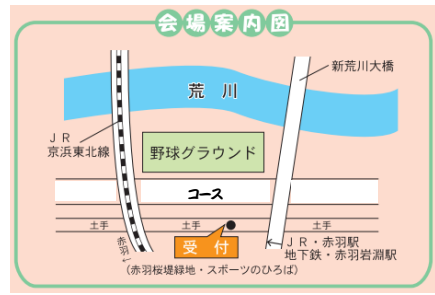 会場案内図
新荒川大橋
荒川
JR
京浜東北線
野球グラウンド
コース
土手
土手
土手
赤羽←
受付
JR・赤羽駅
地下鉄・赤羽岩淵駅
(赤羽桜堤緑地・スポーツのひろば)